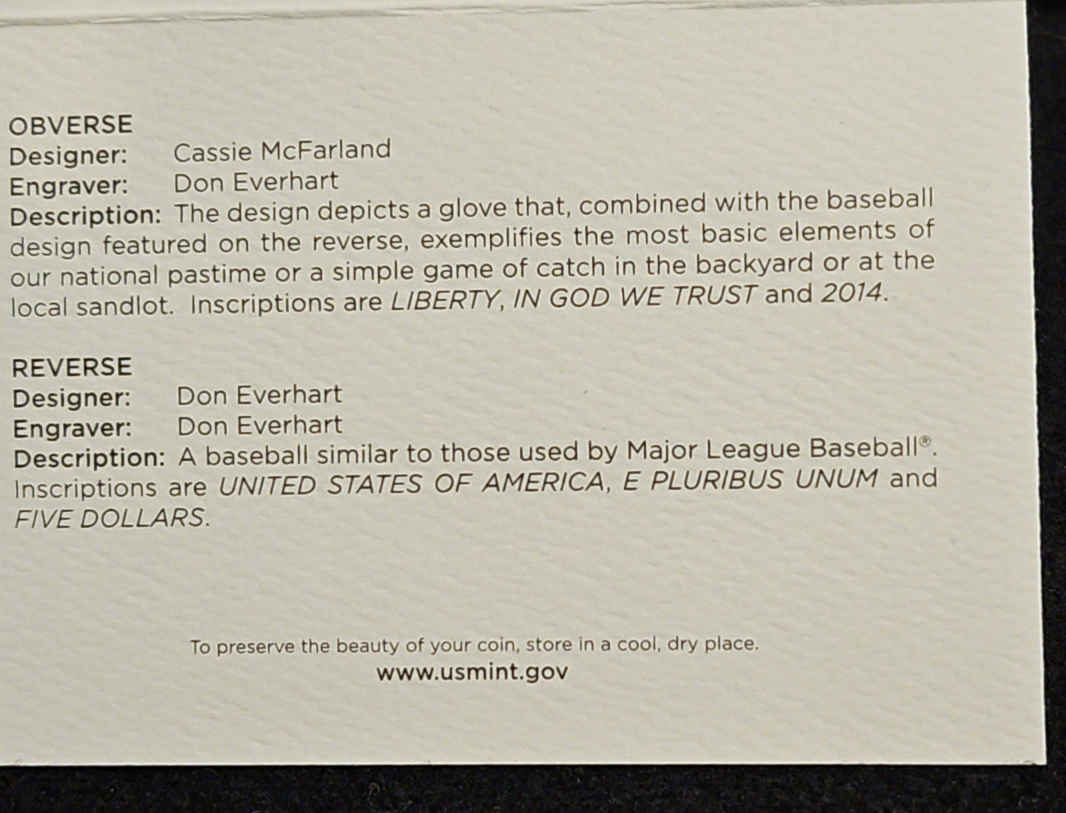 OBVERSE
Designer: Cassie McFarland
Engraver: Don Everhart
Description: The design depicts a glove that, combined with the baseball
design featured on the reverse, exemplifies the most basic elements of
our national pastime or a simple game of catch in the backyard or at the
local sandlot. Inscriptions are LIBERTY, IN GOD WE TRUST and 2014.
REVERSE
Designer: Don Everhart
Engraver: Don Everhart
Description: A baseball similar to those used by Major League Baseball®.
Inscriptions are UNITED STATES OF AMERICA, E PLURIBUS UNUM and
FIVE DOLLARS.
To preserve the beauty of your coin, store in a cool, dry place.
www.usmint.gov